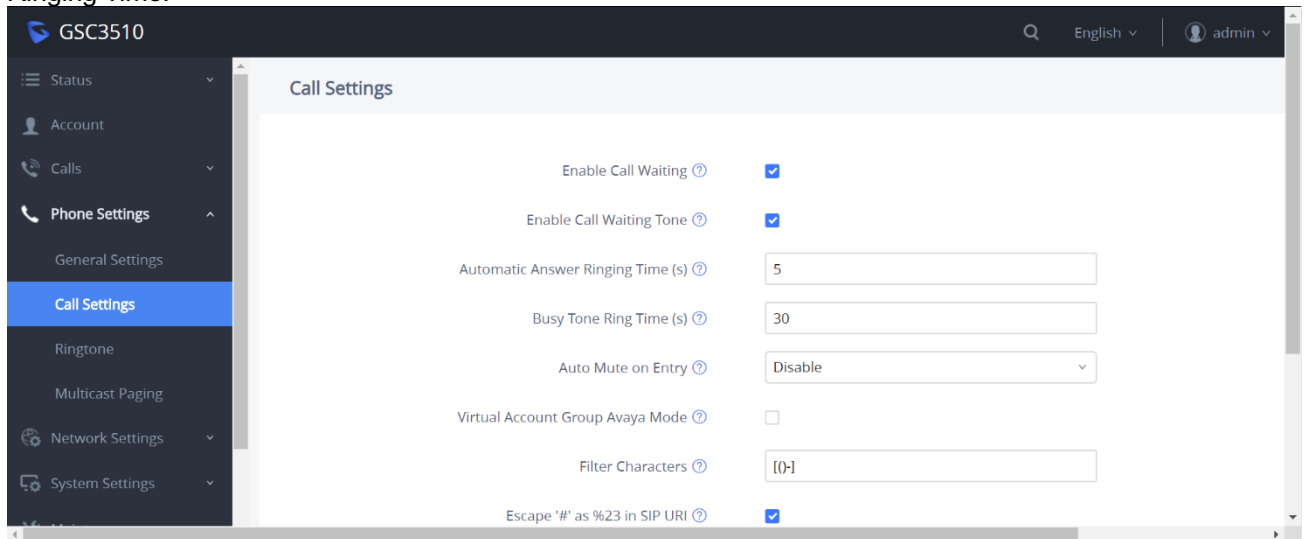 Ringing Time.
GSC3510
English
admin
Status
Account
Calls
Phone Settings
General Settings
Call Settings
Ringtone
Multicast Paging
Network Settings
System Settings
Call Settings
Enable Call Waiting ?
Enable Call Waiting Tone ?
Automatic Answer Ringing Time (s) ? 5
Busy Tone Ring Time (s) ? 30
Auto Mute on Entry ? Disable
Virtual Account Group Avaya Mode ?
Filter Characters ? [()-]
Escape '#' as %23 in SIP URI ?